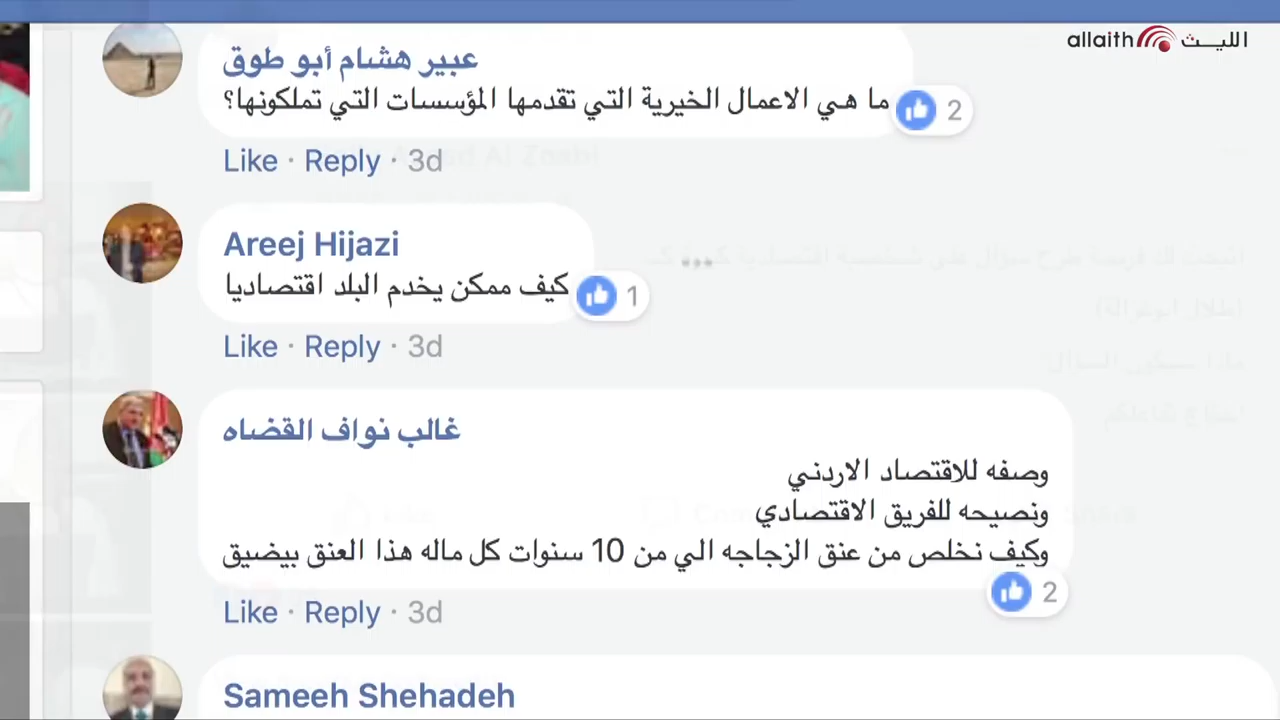 allaith الليث
عبير هشام أبو طوق
ما هي الاعمال الخيرية التي تقدمها المؤسسات التي تملكونها؟
2
Like · Reply · 3d
Areej Hijazi
كيف ممكن يخدم البلد اقتصاديا
1
Like · Reply · 3d
غالب نواف القضاه
وصفه للاقتصاد الاردني
ونصيحه للفريق الاقتصادي
وكيف نخلص من عنق الزجاجه الي من 10 سنوات كل ماله هذا العنق بيضيق
2
Like · Reply · 3d
Sameeh Shehadeh